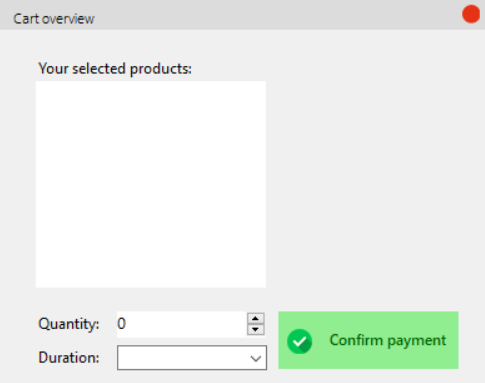 Cart overview
Your selected products:
Quantity: 0
Confirm payment
Duration: